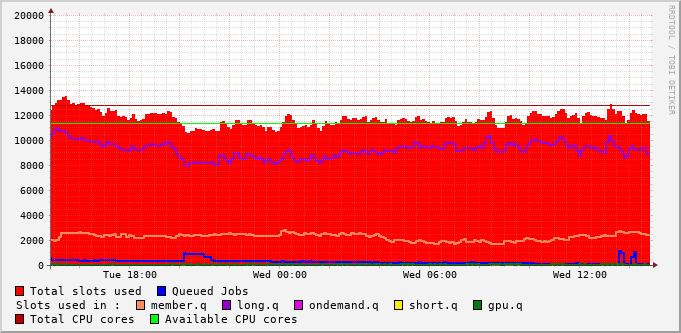 20000
18000
16000
14000
12000
10000
8000
6000
4000
2000
0
Tue 18:00 Wed 00:00 Wed 06:00 Wed 12:00
RRDTOOL / TOBI OETIKER
Total slots used Queued Jobs
Slots used in : member.q long.q ondemand.q short.q gpu.q
Total CPU cores Available CPU cores